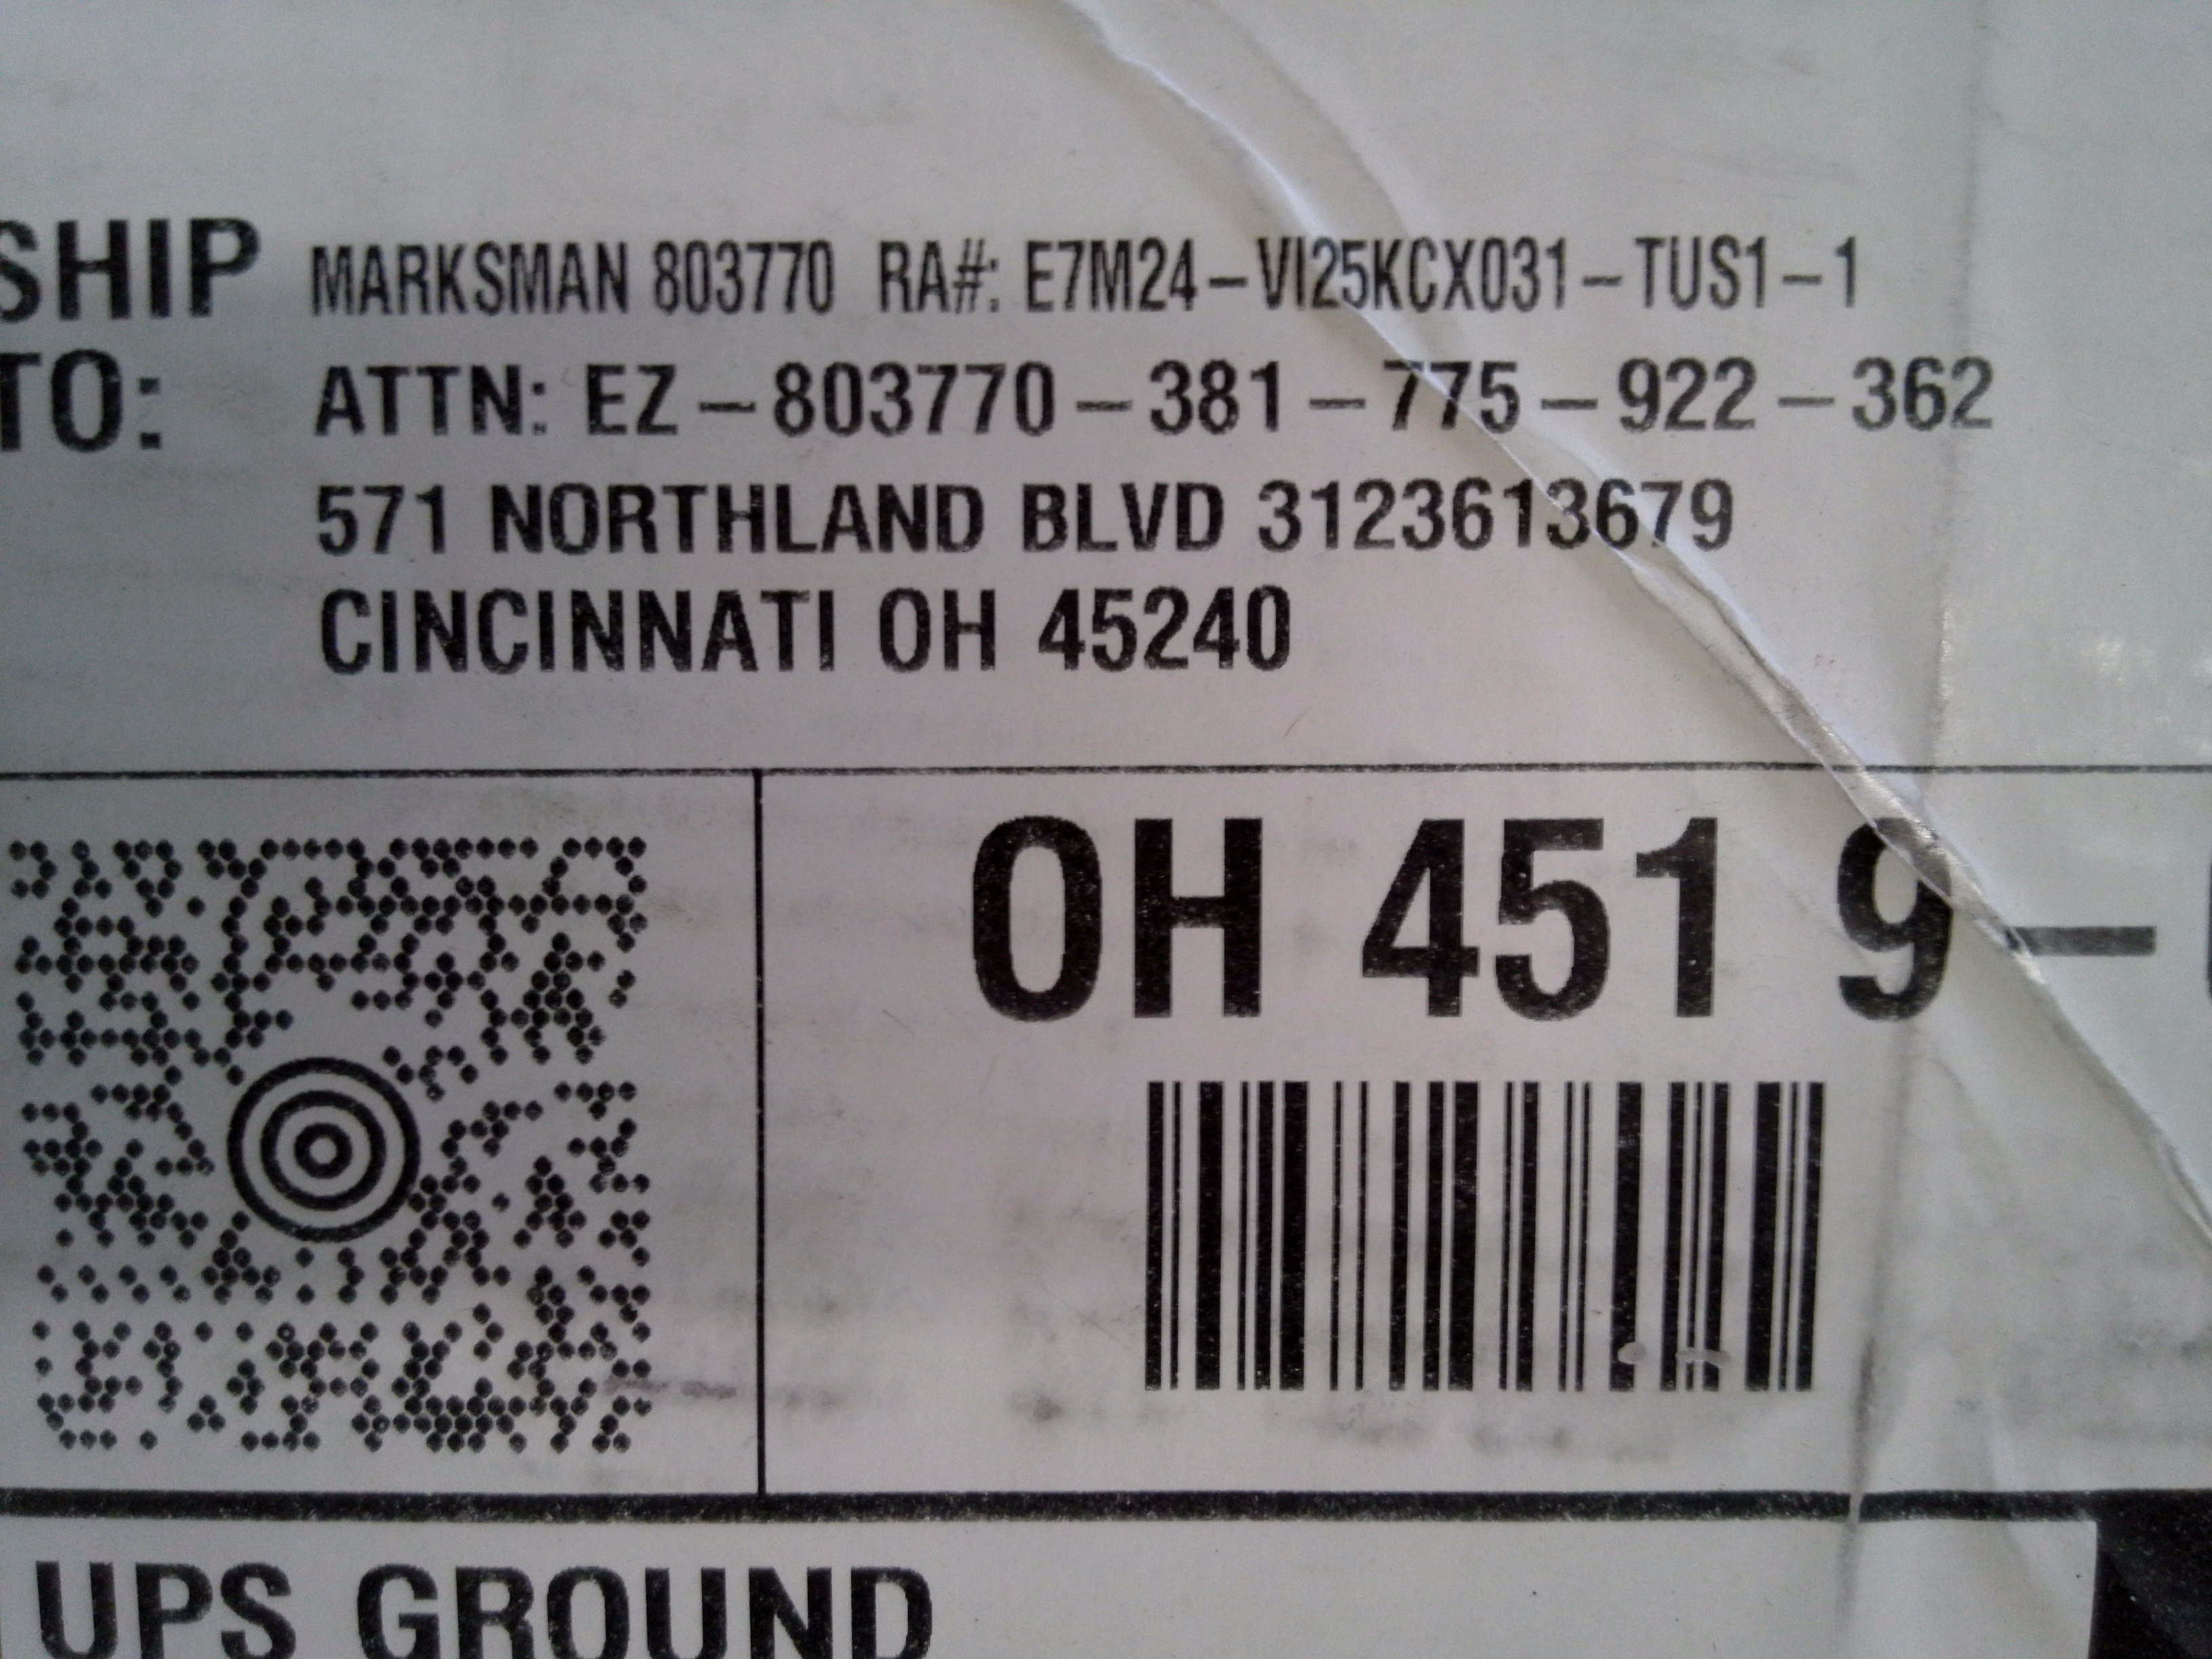 SHIP MARKSMAN 803770 RA#: E7M24-VI25KCX031-TUS1-1
TO: ATTN: EZ-803770-381-775-922-362
571 NORTHLAND BLVD 3123613679
CINCINNATI OH 45240
OH 451 9-
UPS GROUND